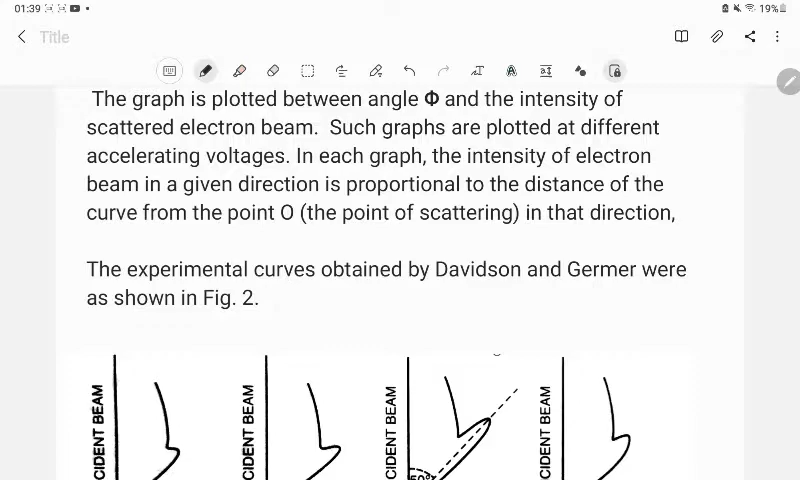 01:39
19%
Title
The graph is plotted between angle Φ and the intensity of
scattered electron beam. Such graphs are plotted at different
accelerating voltages. In each graph, the intensity of electron
beam in a given direction is proportional to the distance of the
curve from the point O (the point of scattering) in that direction,
The experimental curves obtained by Davidson and Germer were
as shown in Fig. 2.
CIDENT BEAM
CIDENT BEAM
CIDENT BEAM
CIDENT BEAM
50°